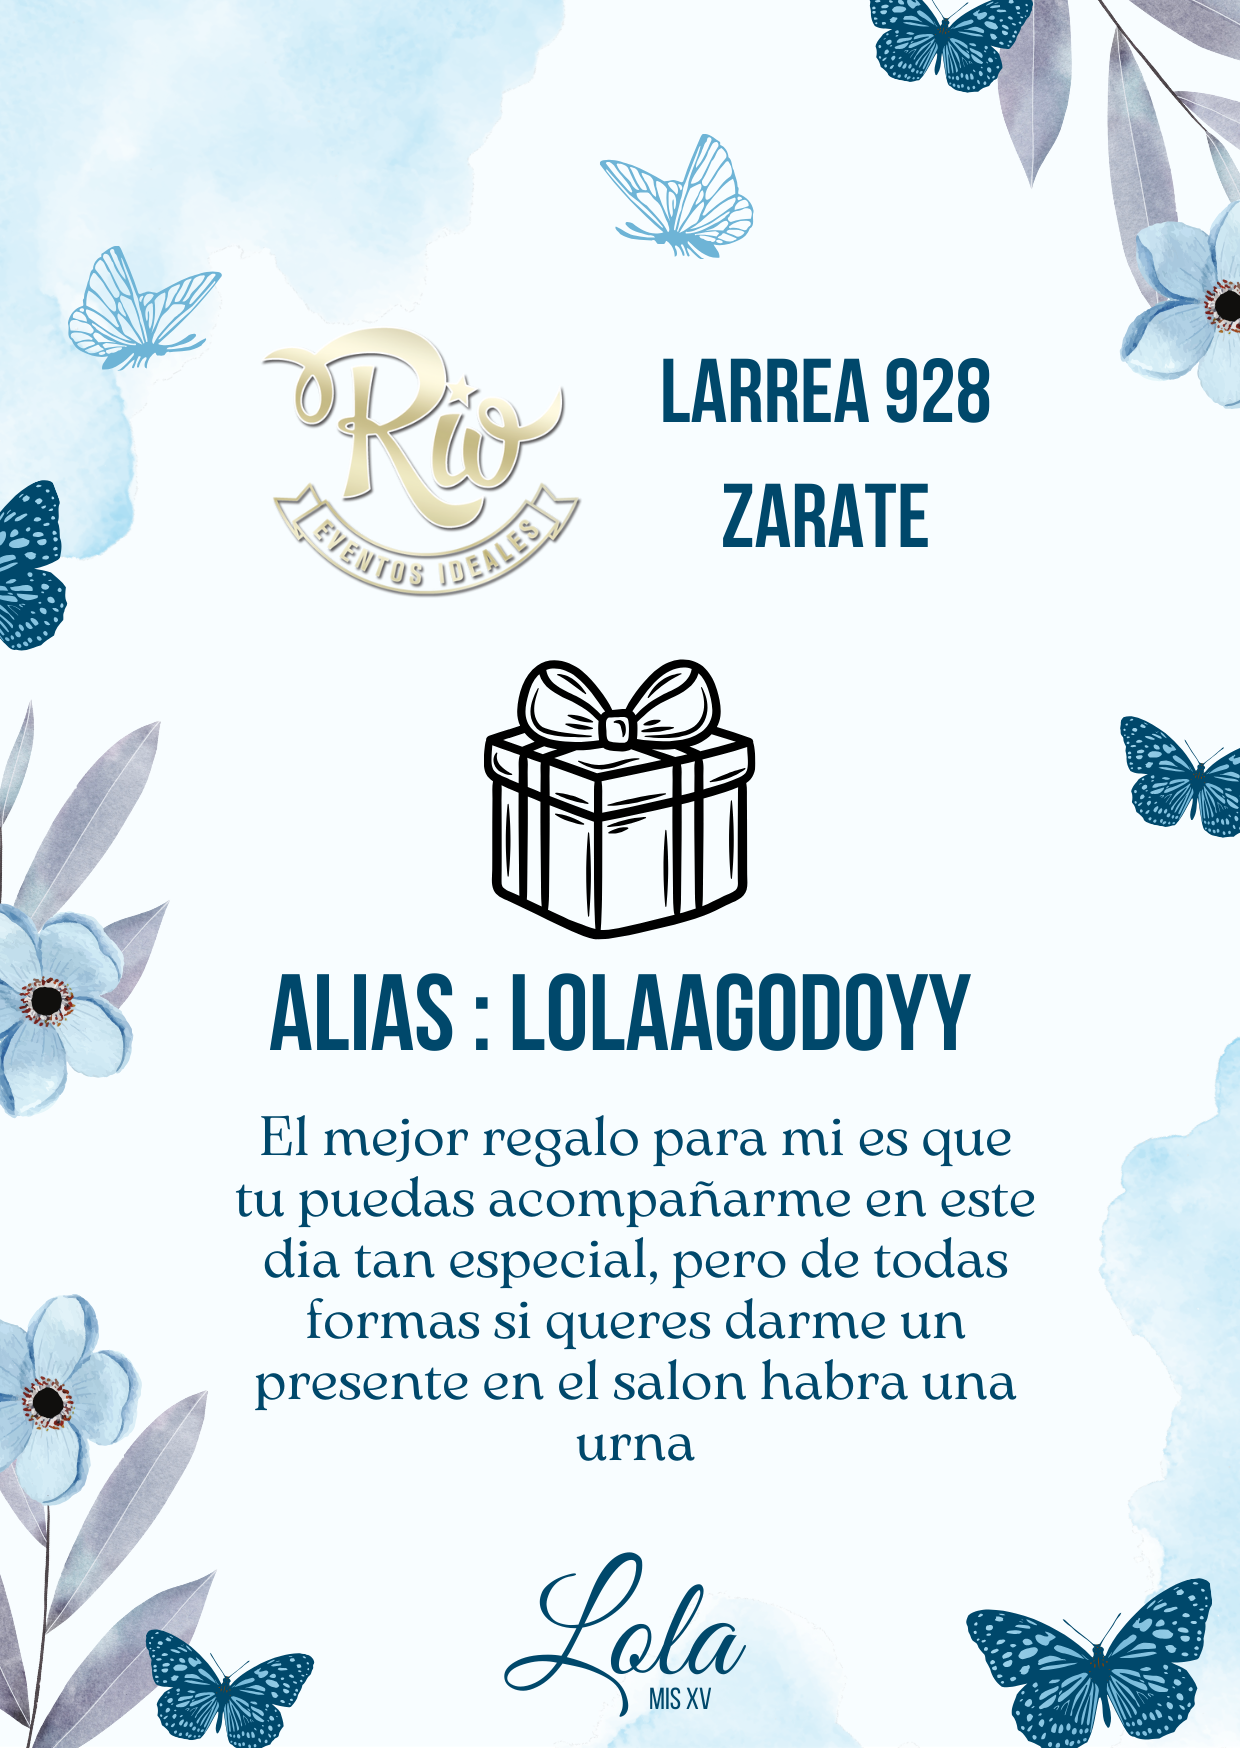 Rio
EVENTOS IDEALES
LARREA 928
ZARATE
ALIAS : LOLAAGODOYY
El mejor regalo para mi es que
tu puedas acompañarme en este
dia tan especial, pero de todas
formas si queres darme un
presente en el salon habra una
urna
Lola
MIS XV